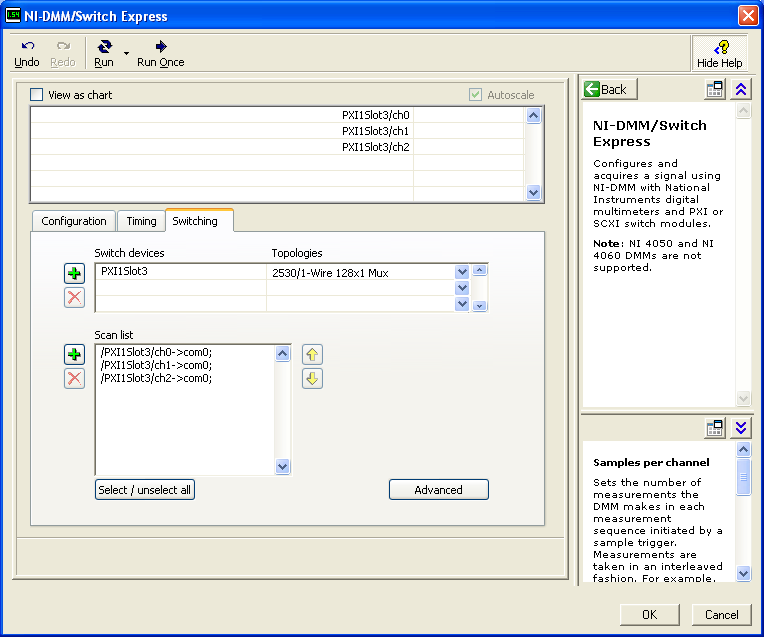 NI-DMM/Switch Express
Undo Redo Run Run Once Hide Help
View as chart Autoscale
PXI1Slot3/ch0
PXI1Slot3/ch1
PXI1Slot3/ch2
Configuration Timing Switching
Switch devices Topologies
PXI1Slot3 2530/1-Wire 128x1 Mux
Scan list
/PXI1Slot3/ch0->com0;
/PXI1Slot3/ch1->com0;
/PXI1Slot3/ch2->com0;
Select / unselect all Advanced
Back
NI-DMM/Switch
Express
Configures and
acquires a signal using
NI-DMM with National
Instruments digital
multimeters and PXI or
SCXI switch modules.
Note: NI 4050 and NI
4060 DMMs are not
supported.
Samples per channel
Sets the number of
measurements the
DMM makes in each
measurement
sequence initiated by a
sample trigger.
Measurements are
taken in an interleaved
fashion. For example,
OK Cancel